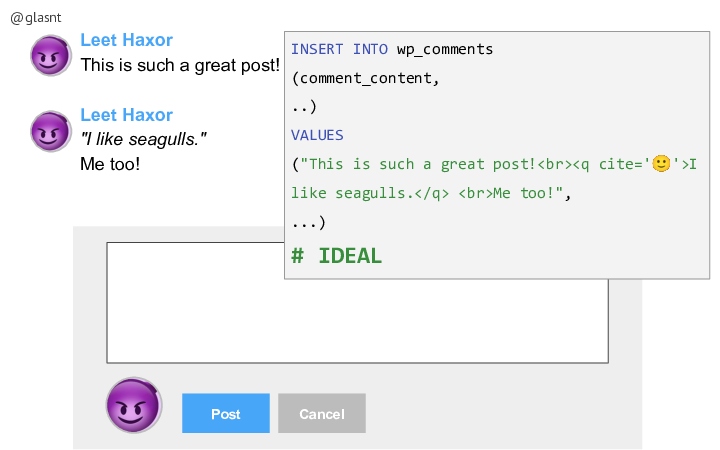 @glasnt
Leet Haxor
This is such a great post!
Leet Haxor
"I like seagulls."
Me too!
INSERT INTO wp_comments
(comment_content,
..)
VALUES
("This is such a great post!<br><q cite='🙂'>I
like seagulls.</q> <br>Me too!",
...)
# IDEAL
Post
Cancel